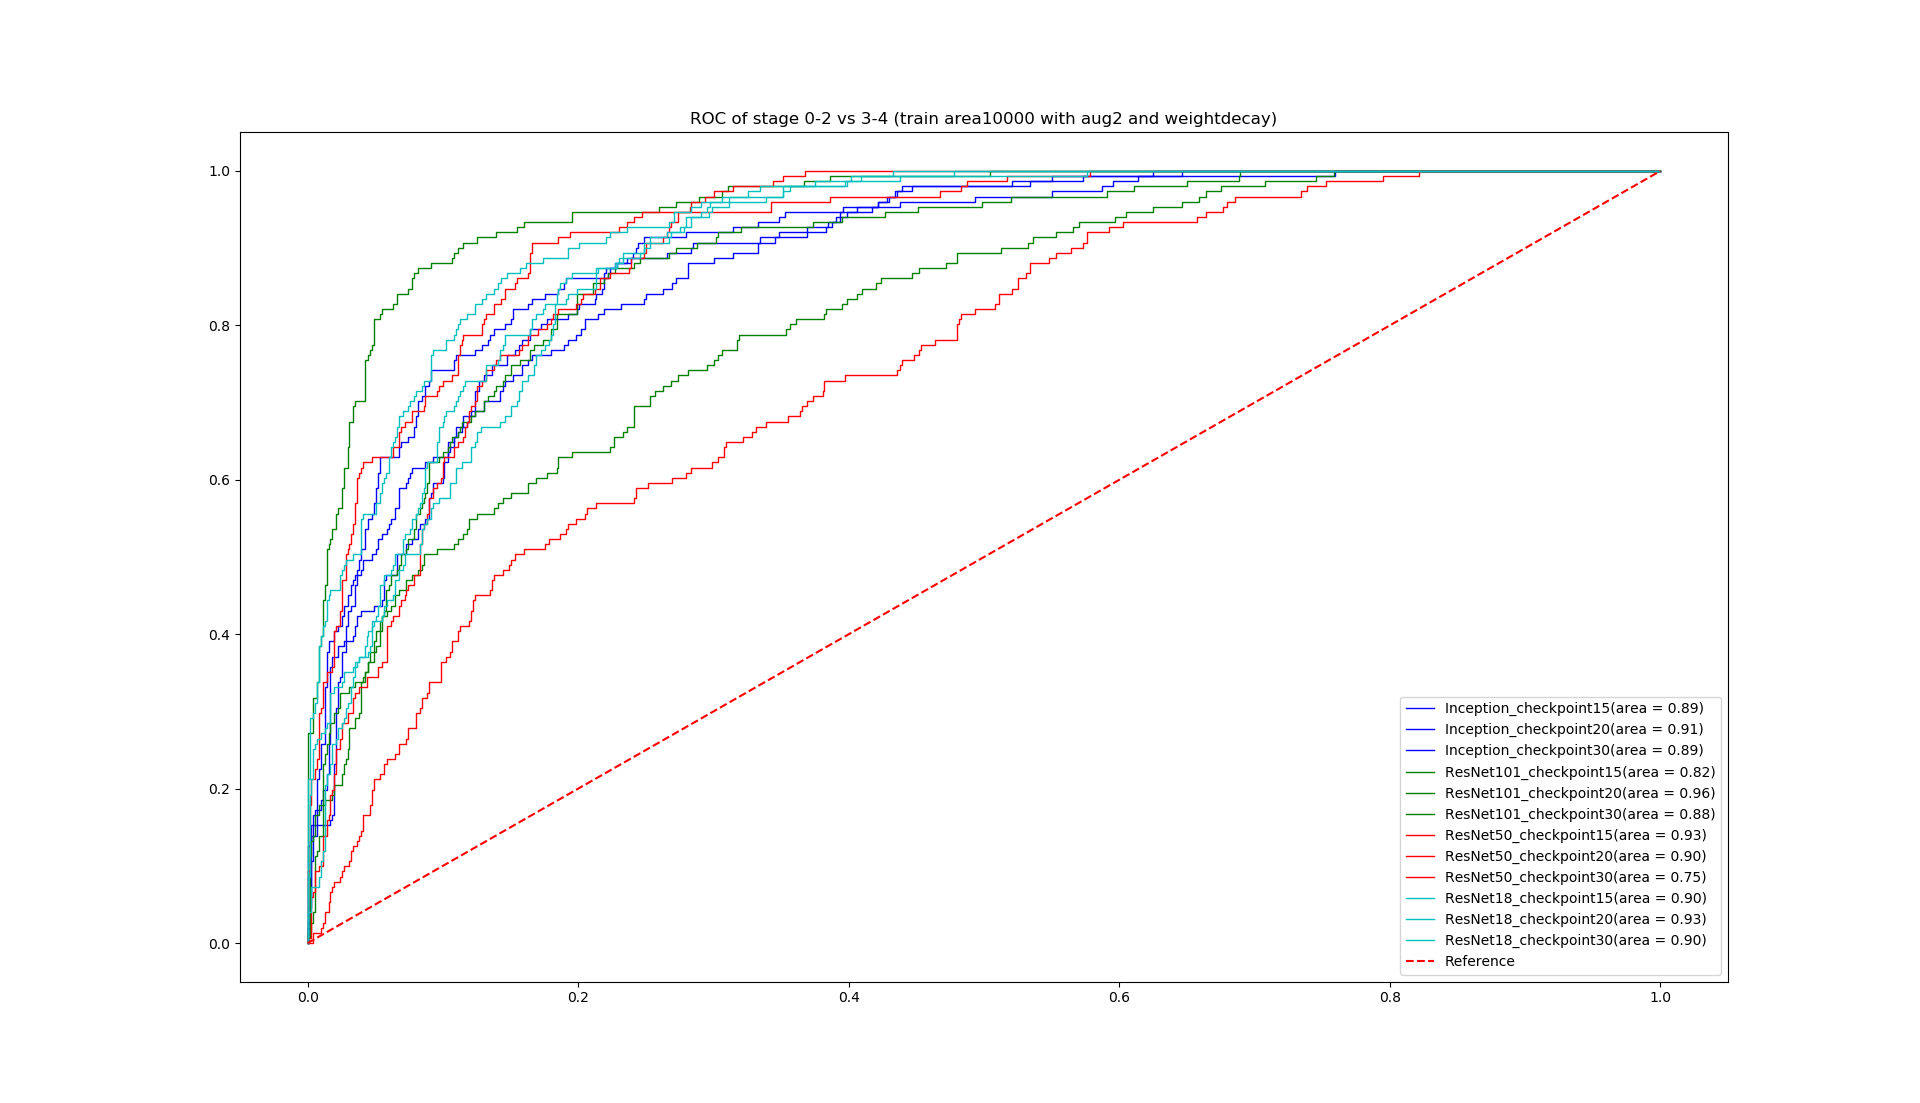 ROC of stage 0-2 vs 3-4 (train area10000 with aug2 and weightdecay)
1.0
0.8
0.6
0.4
0.2
0.0
0.0 0.2 0.4 0.6 0.8 1.0
Inception_checkpoint15(area = 0.89)
Inception_checkpoint20(area = 0.91)
Inception_checkpoint30(area = 0.89)
ResNet101_checkpoint15(area = 0.82)
ResNet101_checkpoint20(area = 0.96)
ResNet101_checkpoint30(area = 0.88)
ResNet50_checkpoint15(area = 0.93)
ResNet50_checkpoint20(area = 0.90)
ResNet50_checkpoint30(area = 0.75)
ResNet18_checkpoint15(area = 0.90)
ResNet18_checkpoint20(area = 0.93)
ResNet18_checkpoint30(area = 0.90)
Reference